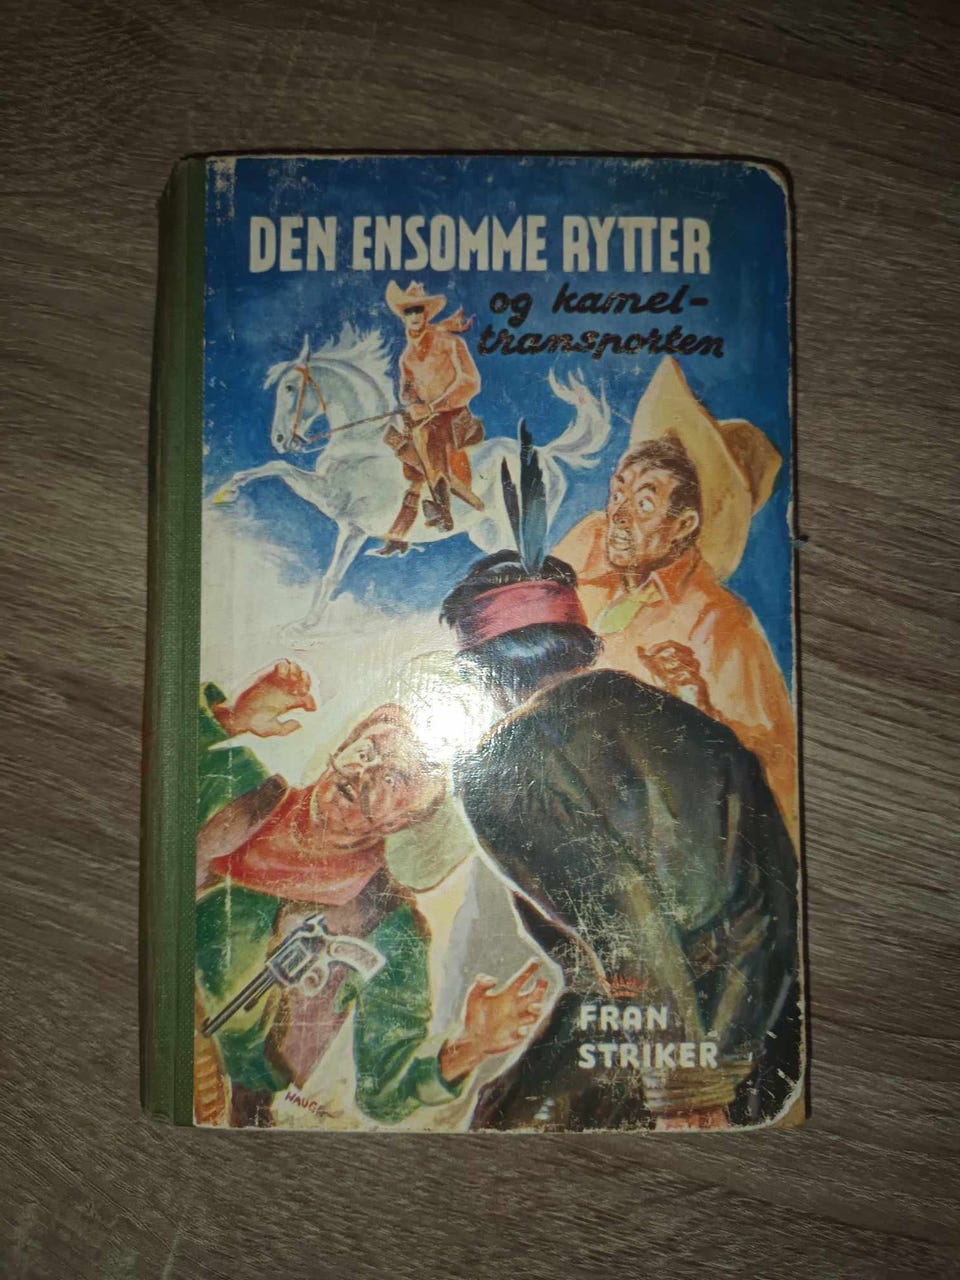 DEN ENSOMME RYTTER
og kamel-
transporten
FRAN
STRIKER